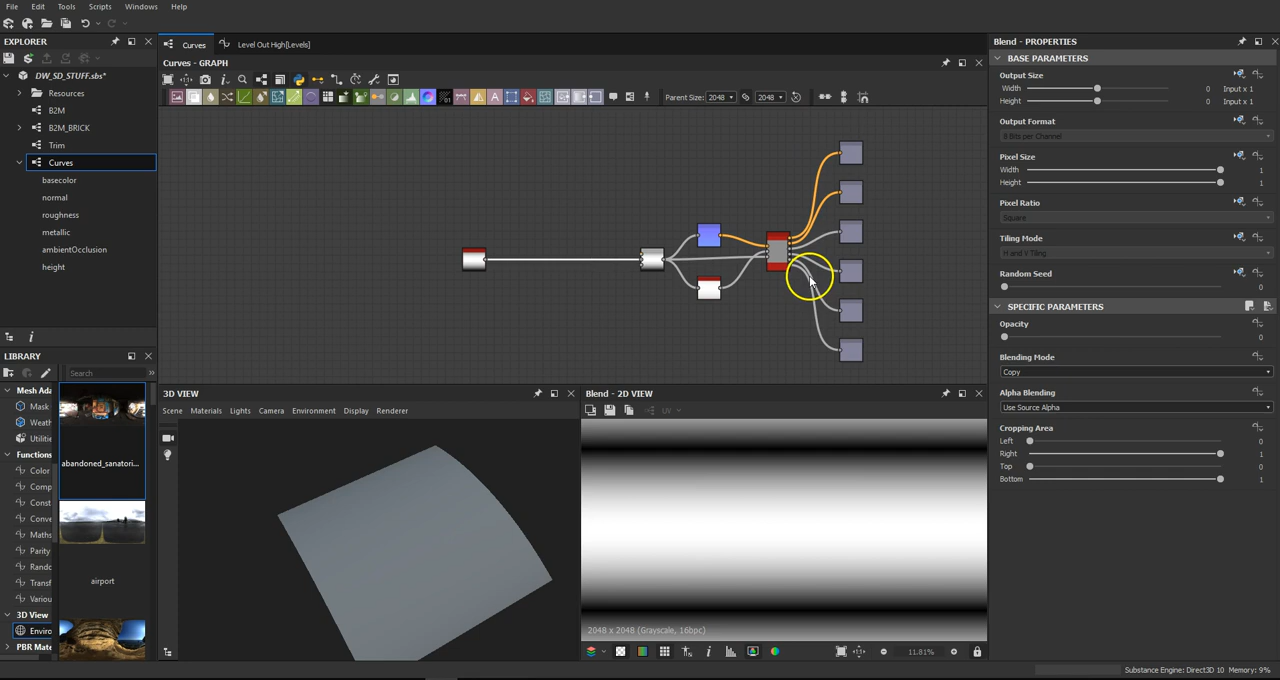 File Edit Tools Scripts Windows Help
EXPLORER
DW_SD_STUFF.sbs*
Resources
B2M
B2M_BRICK
Trim
Curves
basecolor
normal
roughness
metallic
ambientOcclusion
height
LIBRARY
Search
Mesh Ada
Mask
Weath
Utilitie
Functions
Color
Comp
Const
Conve
Maths
Parity
Rando
Transf
Variou
3D View
Enviro
PBR Mate
abandoned_sanatori...
airport
Curves Level Out High[Levels]
Curves - GRAPH
Parent Size: 2048 2048
3D VIEW
Scene Materials Lights Camera Environment Display Renderer
Blend - 2D VIEW
UV
2048 x 2048 (Grayscale, 16bpc)
11.81%
Blend - PROPERTIES
BASE PARAMETERS
Output Size
Width 0 Input x 1
Height 0 Input x 1
Output Format
8 Bits per Channel
Pixel Size
Width 1
Height 1
Pixel Ratio
Square
Tiling Mode
H and V Tiling
Random Seed
0
SPECIFIC PARAMETERS
Opacity
0
Blending Mode
Copy
Alpha Blending
Use Source Alpha
Cropping Area
Left 0
Right 1
Top 0
Bottom 1
Substance Engine: Direct3D 10 Memory: 9%